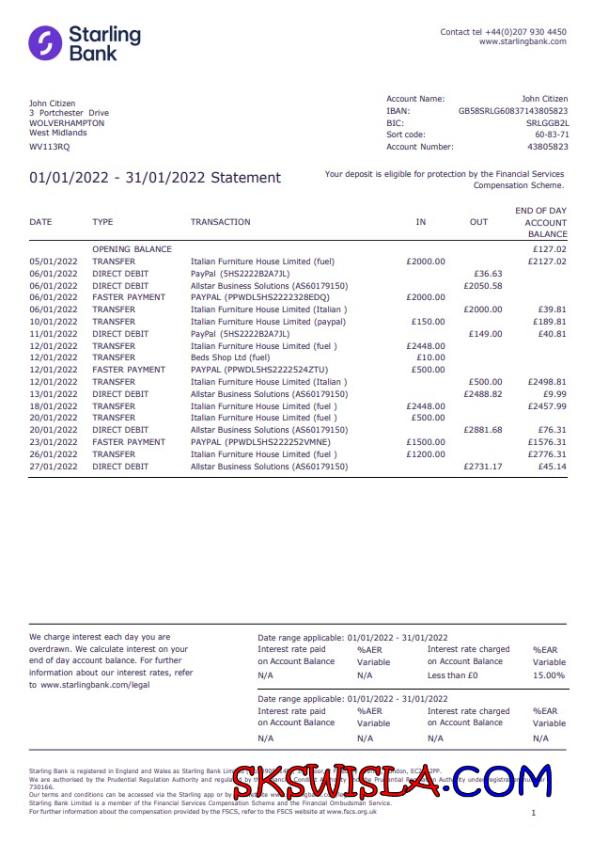 Starling
Bank
Contact tel +44(0)207 930 4450
www.starlingbank.com
John Citizen
3 Portchester Drive
WOLVERHAMPTON
West Midlands
WV113RQ
Account Name: John Citizen
IBAN: GB58SRLG60837143805823
BIC: SRLGGB2L
Sort code: 60-83-71
Account Number: 43805823
01/01/2022 - 31/01/2022 Statement
Your deposit is eligible for protection by the Financial Services
Compensation Scheme.
DATE TYPE TRANSACTION IN OUT END OF DAY
ACCOUNT
BALANCE
OPENING BALANCE £127.02
05/01/2022 TRANSFER Italian Furniture House Limited (fuel) £2000.00 £2127.02
06/01/2022 DIRECT DEBIT PayPal (5HS2222B2A7JL) £36.63
06/01/2022 DIRECT DEBIT Allstar Business Solutions (AS60179150) £2050.58
06/01/2022 FASTER PAYMENT PAYPAL (PPWDL5HS2222328EDQ) £2000.00
06/01/2022 TRANSFER Italian Furniture House Limited (Italian ) £2000.00 £39.81
10/01/2022 TRANSFER Italian Furniture House Limited (paypal) £150.00 £189.81
11/01/2022 DIRECT DEBIT PayPal (5HS2222B2A7JL) £149.00 £40.81
12/01/2022 TRANSFER Italian Furniture House Limited (fuel ) £2448.00
12/01/2022 TRANSFER Beds Shop Ltd (fuel) £10.00
12/01/2022 FASTER PAYMENT PAYPAL (PPWDL5HS2222524ZTU) £500.00
12/01/2022 TRANSFER Italian Furniture House Limited (Italian ) £500.00 £2498.81
13/01/2022 DIRECT DEBIT Allstar Business Solutions (AS60179150) £2488.82 £9.99
18/01/2022 TRANSFER Italian Furniture House Limited (fuel ) £2448.00 £2457.99
20/01/2022 TRANSFER Italian Furniture House Limited (fuel ) £500.00
20/01/2022 DIRECT DEBIT Allstar Business Solutions (AS60179150) £2881.68 £76.31
23/01/2022 FASTER PAYMENT PAYPAL (PPWDL5HS222252VMNE) £1500.00 £1576.31
26/01/2022 TRANSFER Italian Furniture House Limited (fuel ) £1200.00 £2776.31
27/01/2022 DIRECT DEBIT Allstar Business Solutions (AS60179150) £2731.17 £45.14
We charge interest each day you are
overdrawn. We calculate interest on your
end of day account balance. For further
information about our interest rates, refer
to www.starlingbank.com/legal
Date range applicable: 01/01/2022 - 31/01/2022
Interest rate paid %AER Interest rate charged %EAR
on Account Balance Variable on Account Balance Variable
N/A N/A Less than £0 15.00%
Date range applicable: 01/01/2022 - 31/01/2022
Interest rate paid %AER Interest rate charged %EAR
on Account Balance Variable on Account Balance Variable
N/A N/A N/A N/A
Starling Bank is registered in England and Wales as Starling Bank
We are authorised by the Prudential Regulation Authority and regulated by the Authority under
730166.
Our terms and conditions can be accessed via the Starling app or by
Starling Bank Limited is a member of the Financial Services Compensation Scheme and the Financial Ombudsman Service.
For further information about the compensation provided by the FSCS, refer to the FSCS website at www.fscs.org.uk
SKSWISLA.COM
1